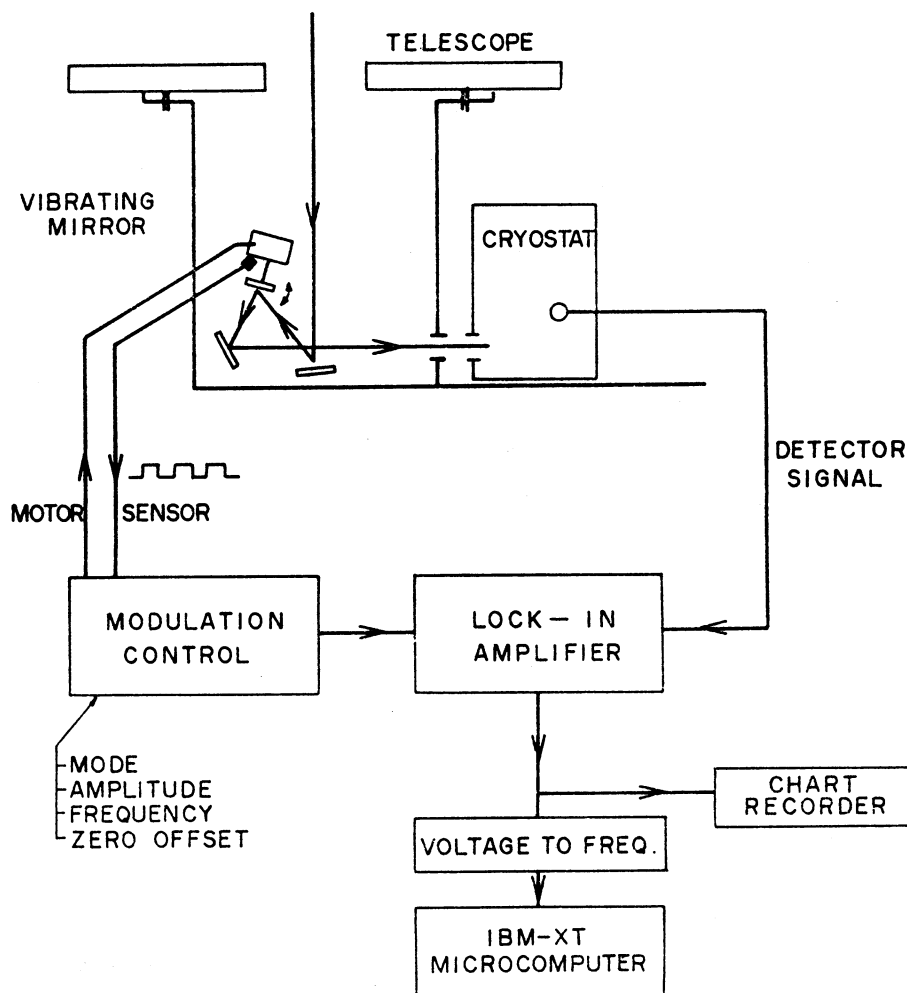 TELESCOPE
VIBRATING
MIRROR
CRYOSTAT
DETECTOR
SIGNAL
MOTOR
SENSOR
MODULATION
CONTROL
LOCK-IN
AMPLIFIER
MODE
AMPLITUDE
FREQUENCY
ZERO OFFSET
CHART
RECORDER
VOLTAGE TO FREQ.
IBM-XT
MICROCOMPUTER